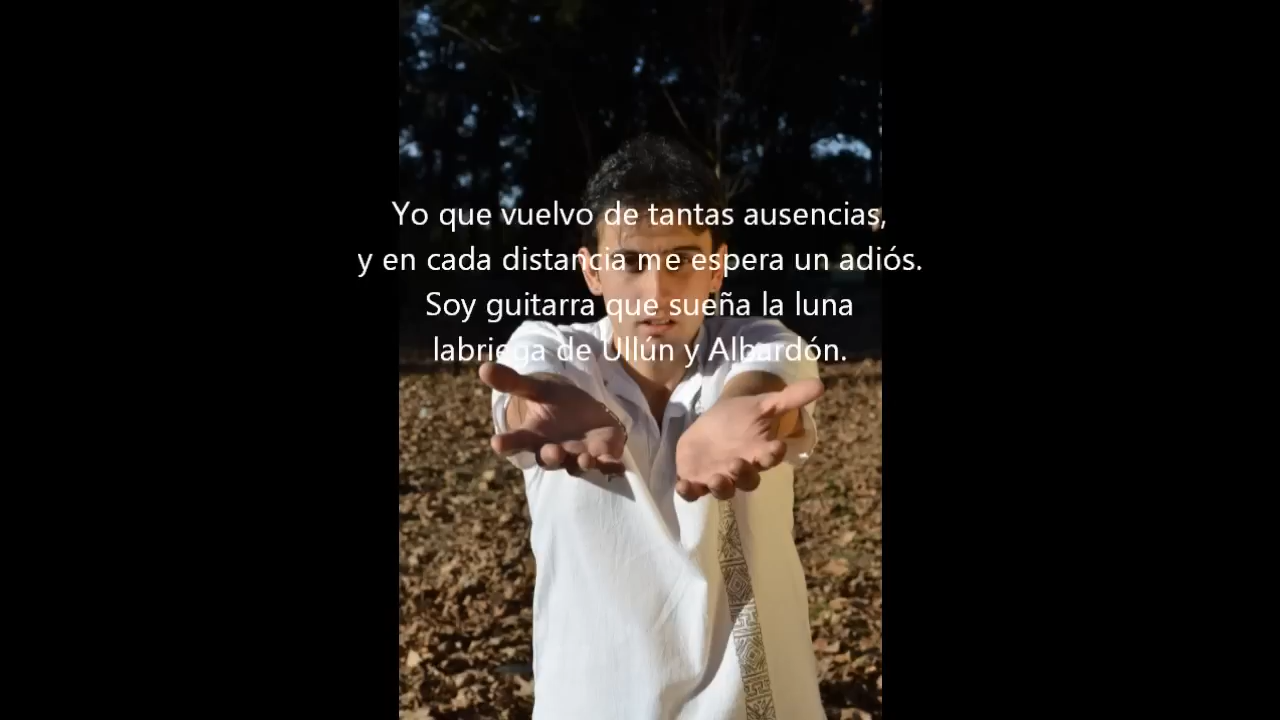 Yo que vuelvo de tantas ausencias,
y en cada distancia me espera un adiós.
Soy guitarra que sueña la luna
labriega de Ullún y Albardón.